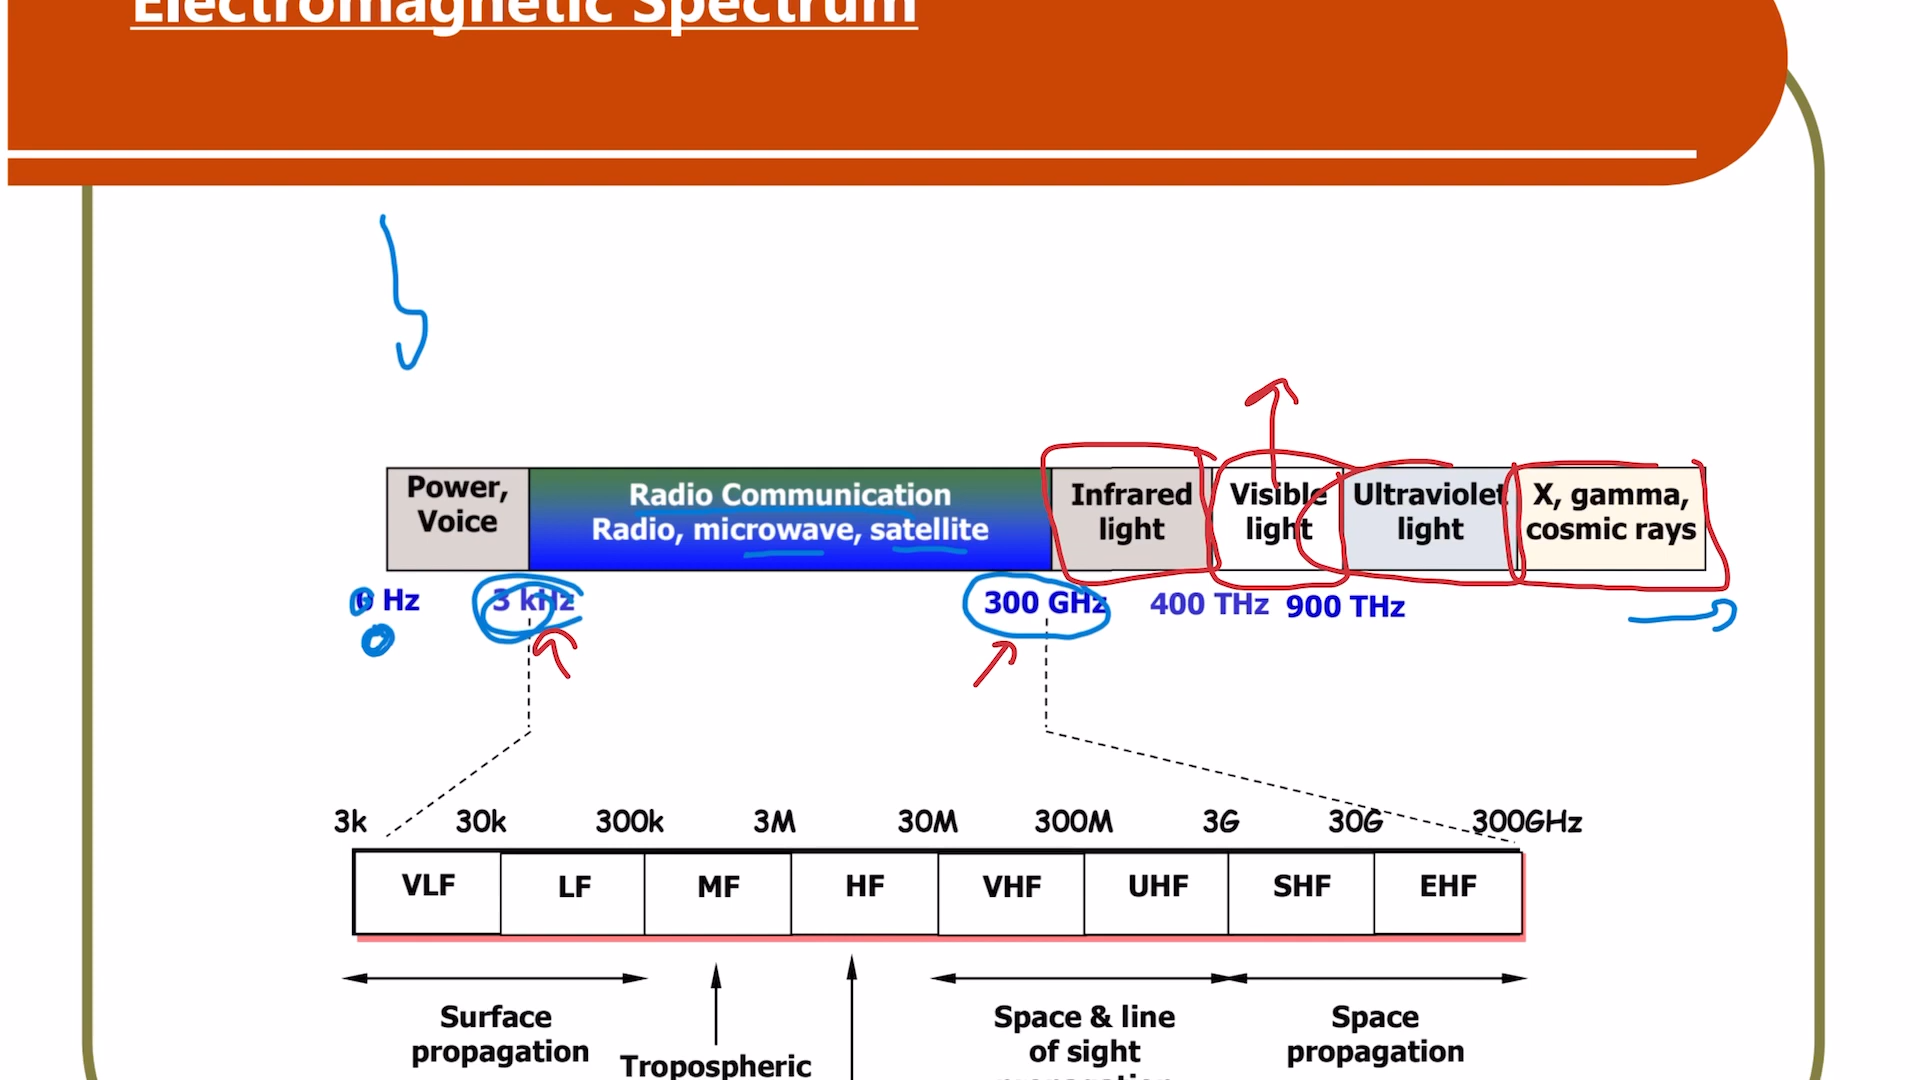 Electromagnetic Spectrum
Power,
Voice
Radio Communication
Radio, microwave, satellite
Infrared
light
Visible
light
Ultraviolet
light
X, gamma,
cosmic rays
0 Hz
3 kHz
300 GHz
400 THz
900 THz
3k 30k 300k 3M 30M 300M 3G 30G 300GHz
VLF LF MF HF VHF UHF SHF EHF
Surface
propagation
Tropospheric
Space & line
of sight
propagation
Space
propagation